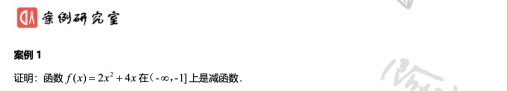 案例研究室
案例 1
证明：函数 f(x)=2x²+4x 在(-∞,-1]上是减函数.